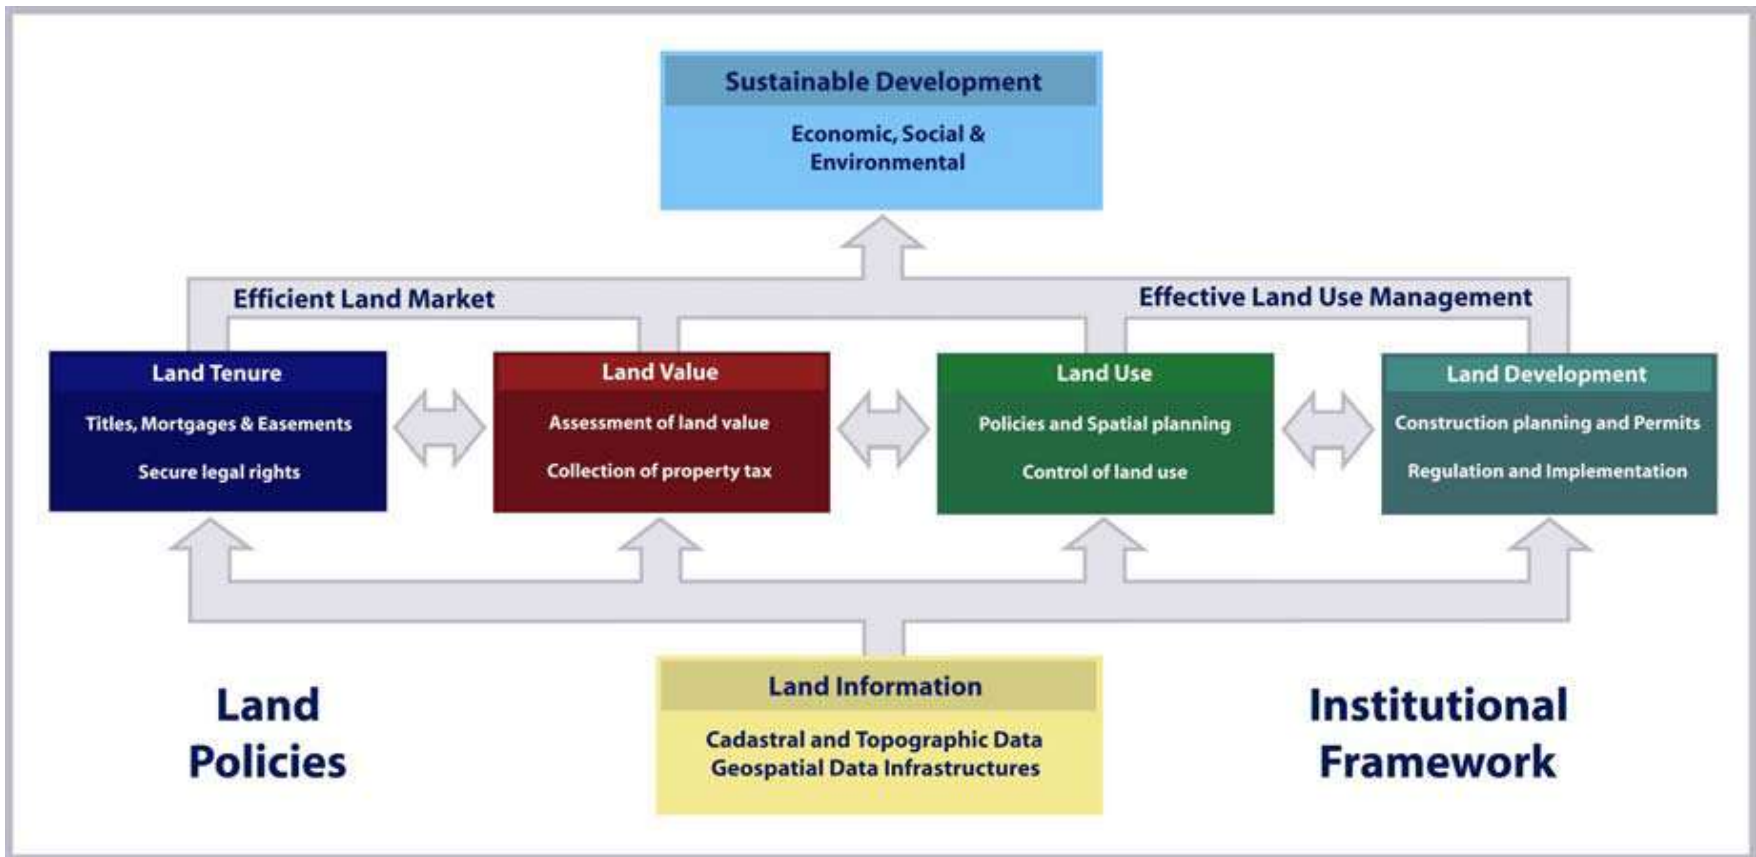 Sustainable Development
Economic, Social &
Environmental
Efficient Land Market
Effective Land Use Management
Land Tenure
Titles, Mortgages & Easements
Secure legal rights
Land Value
Assessment of land value
Collection of property tax
Land Use
Policies and Spatial planning
Control of land use
Land Development
Construction planning and Permits
Regulation and Implementation
Land
Policies
Land Information
Cadastral and Topographic Data
Geospatial Data Infrastructures
Institutional
Framework